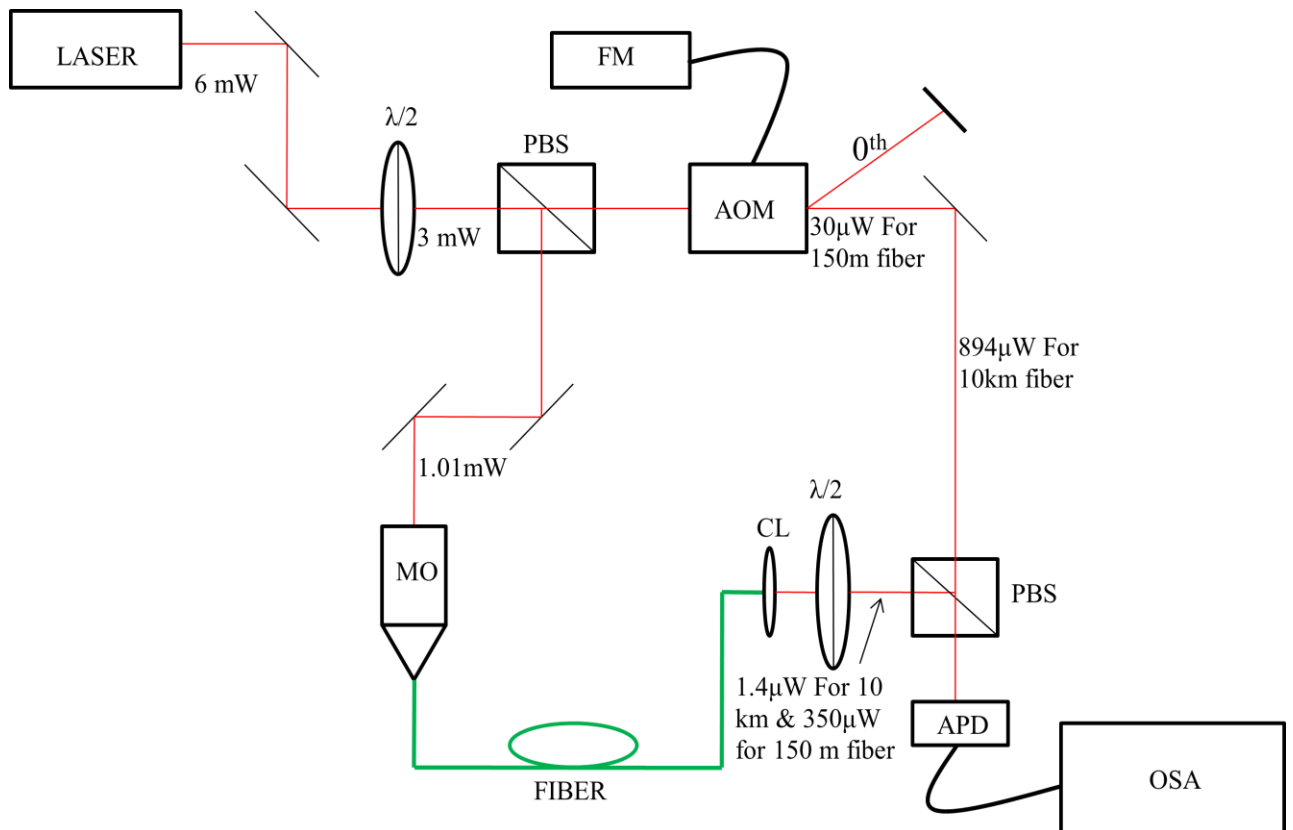 LASER
6 mW
FM
λ/2
PBS
0th
AOM
3 mW
30μW For
150m fiber
894μW For
10km fiber
1.01mW
λ/2
CL
MO
PBS
1.4μW For 10
km & 350μW
for 150 m fiber
APD
OSA
FIBER